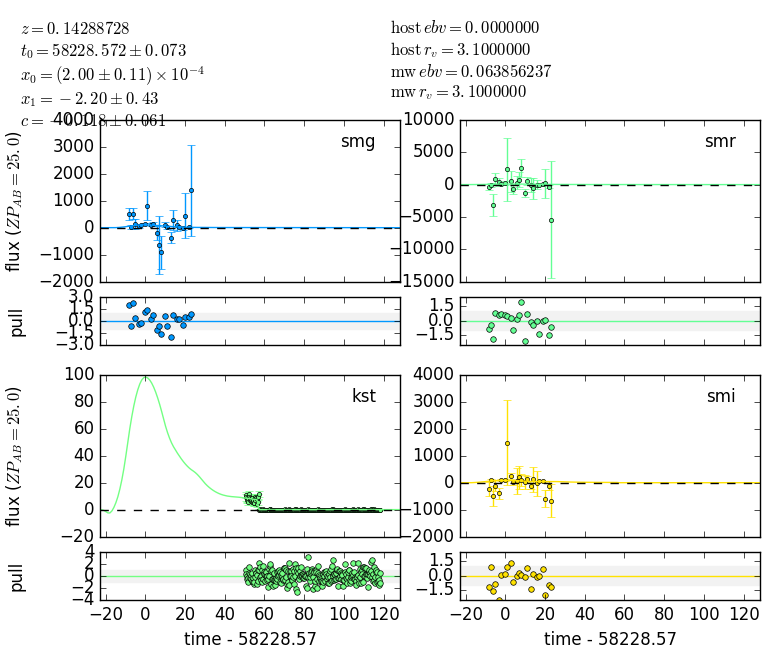 z = 0.14288728
host ebv = 0.0000000
t0 = 58228.572 ± 0.073
host r_v = 3.1000000
x0 = (2.00 ± 0.11) × 10^-4
mw ebv = 0.063856237
x1 = −2.20 ± 0.43
mw r_v = 3.1000000
c = −0.118 ± 0.061
4000
3000
2000
1000
0
−1000
−2000
flux (ZP_AB = 25.0)
smg
10000
5000
0
−5000
−10000
−15000
smr
3.0
1.5
0.0
−1.5
−3.0
pull
1.5
0.0
−1.5
100
80
60
40
20
0
−20
flux (ZP_AB = 25.0)
kst
4000
3000
2000
1000
0
−1000
−2000
smi
4
2
0
−2
−4
pull
1.5
0.0
−1.5
−20 0 20 40 60 80 100 120
−20 0 20 40 60 80 100 120
time - 58228.57
time - 58228.57